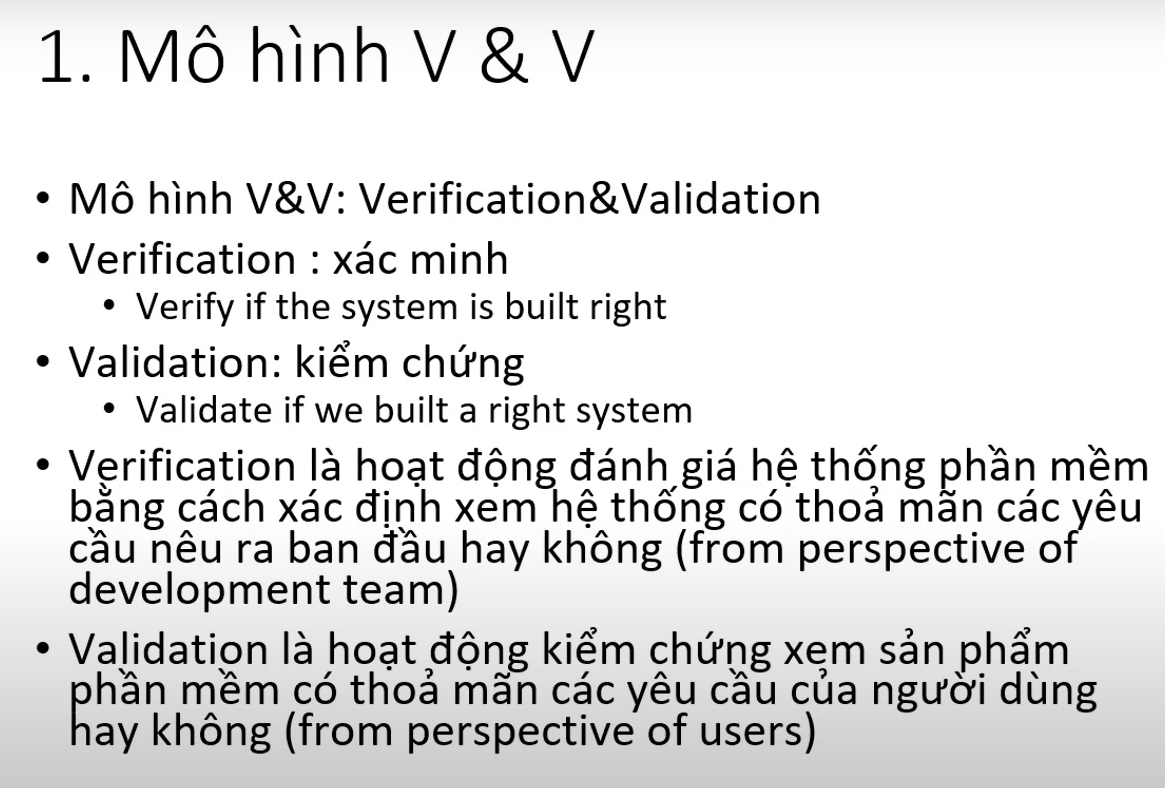 1. Mô hình V & V
• Mô hình V&V: Verification&Validation
• Verification : xác minh
• Verify if the system is built right
• Validation: kiểm chứng
• Validate if we built a right system
• Verification là hoạt động đánh giá hệ thống phần mềm
bằng cách xác định xem hệ thống có thoả mãn các yêu
cầu nêu ra ban đầu hay không (from perspective of
development team)
• Validation là hoạt động kiểm chứng xem sản phẩm
phần mềm có thoả mãn các yêu cầu của người dùng
hay không (from perspective of users)